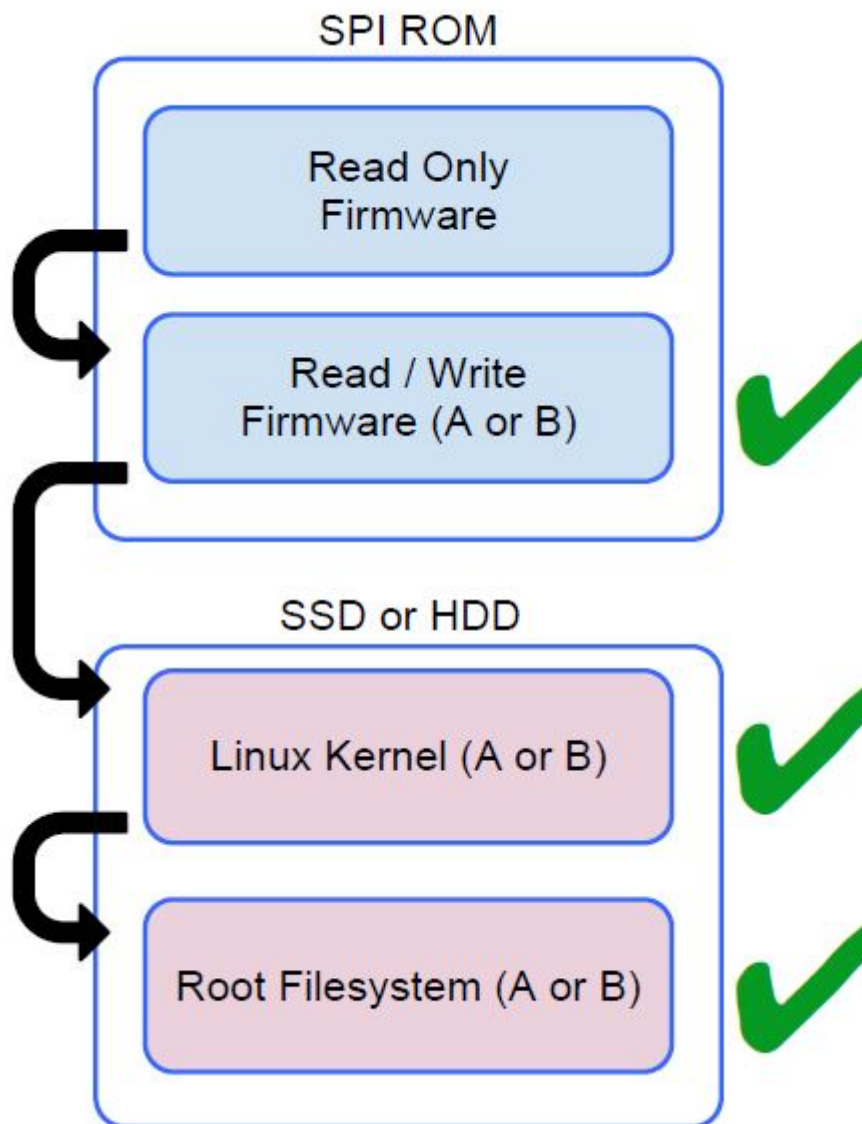 SPI ROM
Read Only
Firmware
Read / Write
Firmware (A or B)
SSD or HDD
Linux Kernel (A or B)
Root Filesystem (A or B)